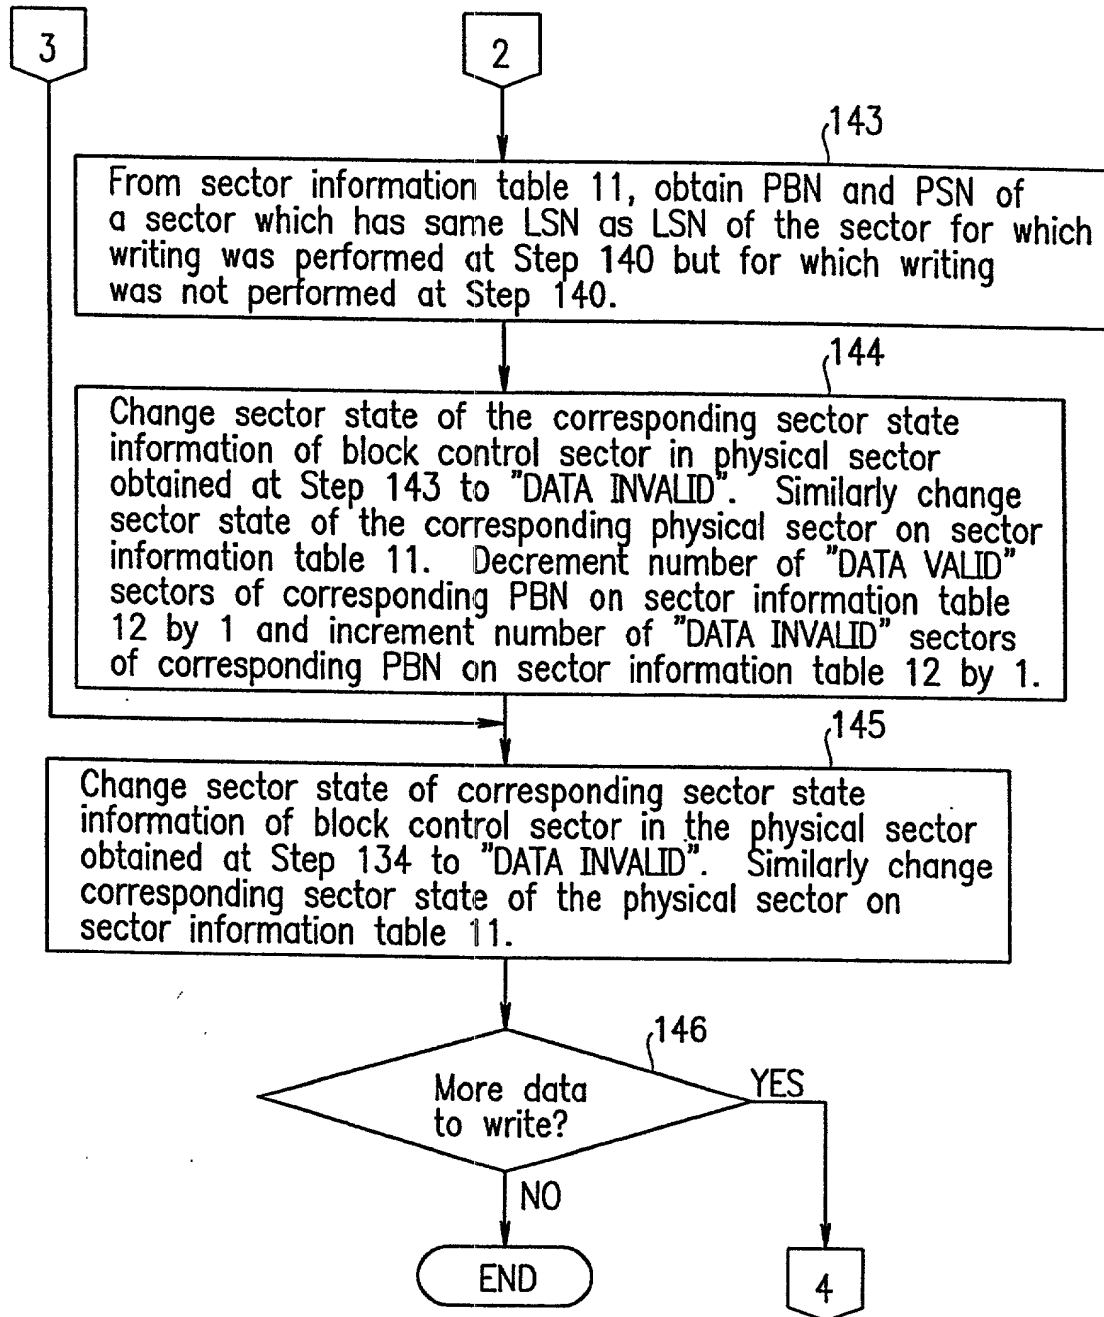 3
2
143
From sector information table 11, obtain PBN and PSN of
a sector which has same LSN as LSN of the sector for which
writing was performed at Step 140 but for which writing
was not performed at Step 140.
144
Change sector state of the corresponding sector state
information of block control sector in physical sector
obtained at Step 143 to "DATA INVALID". Similarly change
sector state of the corresponding physical sector on sector
information table 11. Decrement number of "DATA VALID"
sectors of corresponding PBN on sector information table
12 by 1 and increment number of "DATA INVALID" sectors
of corresponding PBN on sector information table 12 by 1.
145
Change sector state of corresponding sector state
information of block control sector in the physical sector
obtained at Step 134 to "DATA INVALID". Similarly change
corresponding sector state of the physical sector on
sector information table 11.
146
More data
to write?
YES
NO
END
4